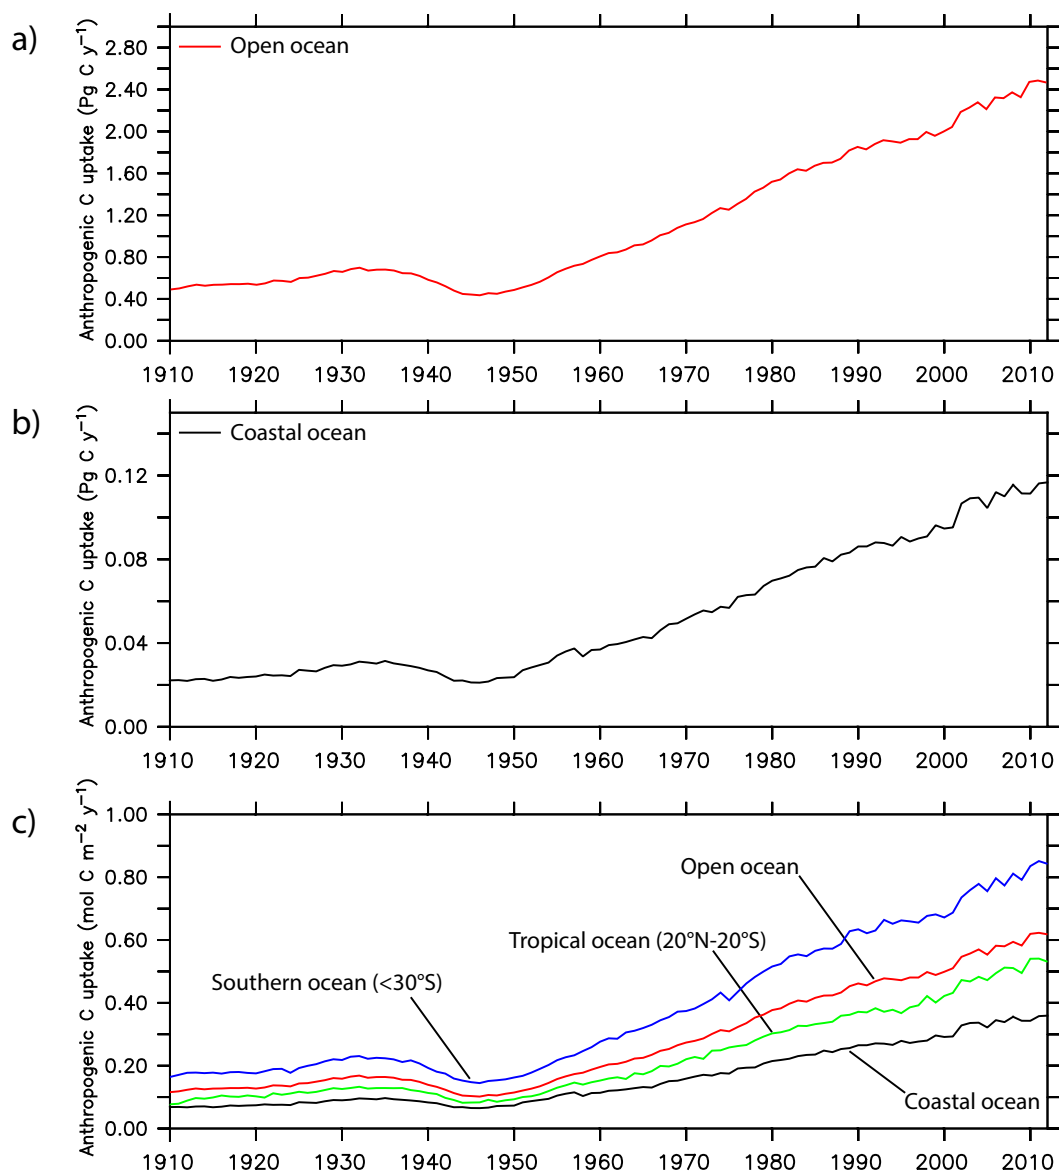 a)
Open ocean
Anthropogenic C uptake (Pg C y⁻¹)
2.80
2.40
2.00
1.60
1.20
0.80
0.40
0.00
1910 1920 1930 1940 1950 1960 1970 1980 1990 2000 2010
b)
Coastal ocean
Anthropogenic C uptake (Pg C y⁻¹)
0.12
0.08
0.04
0.00
1910 1920 1930 1940 1950 1960 1970 1980 1990 2000 2010
c)
Anthropogenic C uptake (mol C m⁻² y⁻¹)
1.00
0.80
0.60
0.40
0.20
0.00
Open ocean
Tropical ocean (20°N-20°S)
Southern ocean (<30°S)
Coastal ocean
1910 1920 1930 1940 1950 1960 1970 1980 1990 2000 2010